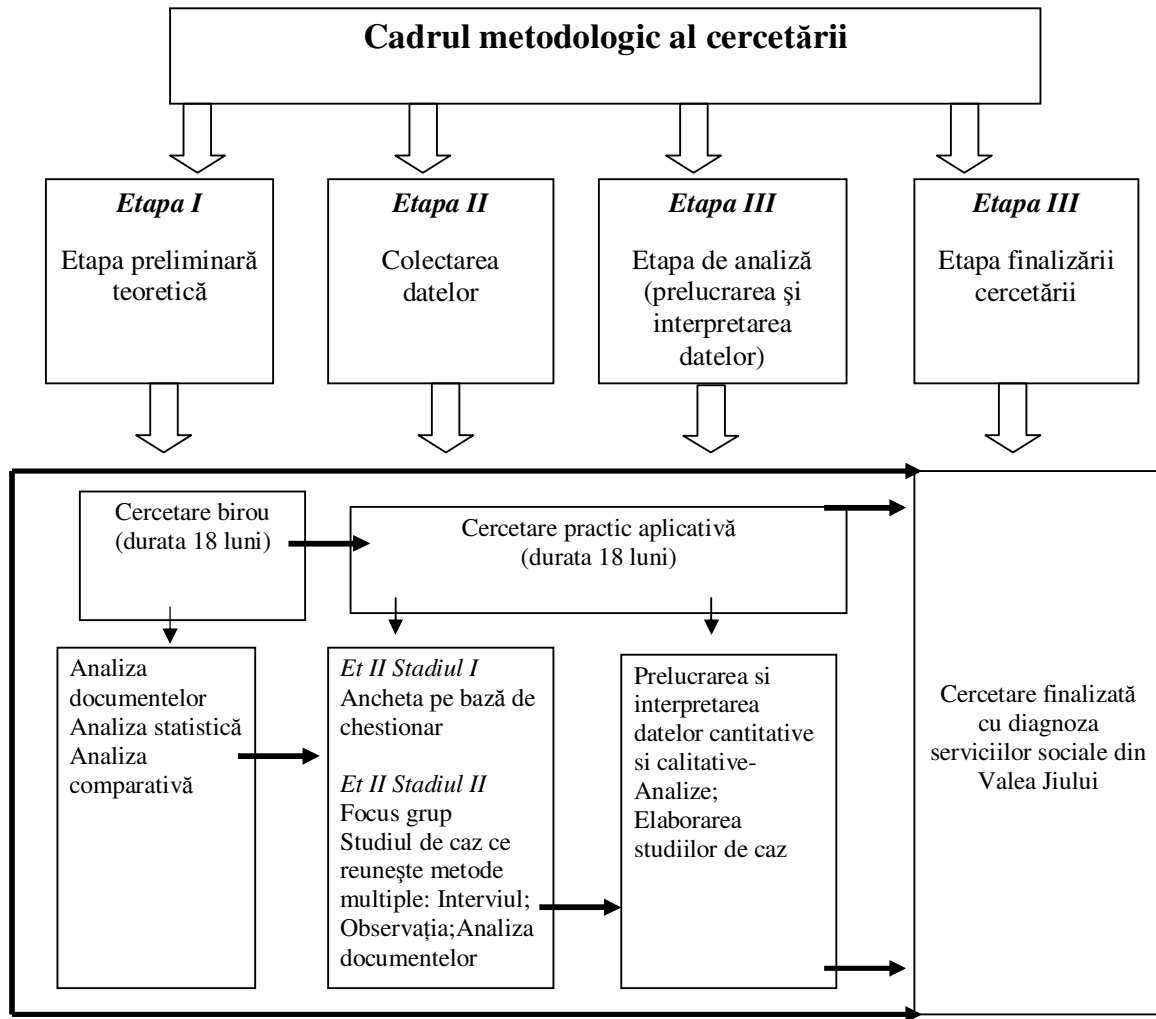 Cadrul metodologic al cercetării
Etapa I
Etapa preliminară
teoretică
Etapa II
Colectarea
datelor
Etapa III
Etapa de analiză
(prelucrarea şi
interpretarea
datelor)
Etapa III
Etapa finalizării
cercetării
Cercetare birou
(durata 18 luni)
Cercetare practic aplicativă
(durata 18 luni)
Analiza
documentelor
Analiza statistică
Analiza
comparativă
Et II Stadiul I
Ancheta pe bază de
chestionar
Et II Stadiul II
Focus grup
Studiul de caz ce
reuneşte metode
multiple: Interviul;
Observația;Analiza
documentelor
Prelucrarea si
interpretarea
datelor cantitative
si calitative-
Analize;
Elaborarea
studiilor de caz
Cercetare finalizată
cu diagnoza
serviciilor sociale din
Valea Jiului